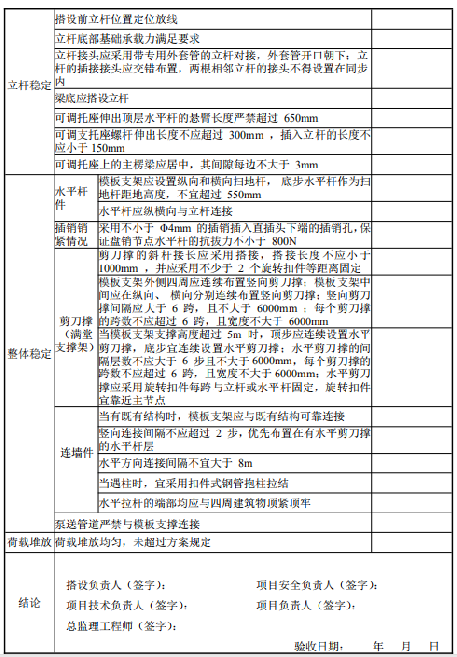 立杆稳定
搭设前立杆位置定位放线
立杆底部基础承载力满足要求
立杆接头应采用带专用外套管的立杆对接，外套管开口朝下；立
杆的插接接头应交错布置，两根相邻立杆的接头不得设置在同步
内
梁底应搭设立杆
可调托座伸出顶层水平杆的悬臂长度严禁超过 650mm
可调支托座螺杆伸出长度不应超过 300mm ，插入立杆的长度不
应小于 150mm
可调托座上的主楞梁应居中，其间隙每边不大于 3mm
整体稳定
水平杆
件
模板支架应设置纵向和横向扫地杆， 底步水平杆作为扫
地杆距地高度，不宜超过 550mm
水平杆应纵横向与立杆连接
插销销
紧情况
采用不小于 Φ4mm 的插销插入直插头下端的插销孔，保
证盘销节点水平杆的抗拔力不小于 800N
剪刀撑
（满堂
支撑架）
剪刀撑的斜杆接长应采用搭接，搭接长度不应小于
1000mm ，并应采用不少于 2 个旋转扣件等距离固定
模板支架外侧四周应连续布置竖向剪刀撑；模板支架中
间应在纵向、 横向分别连续布置竖向剪刀撑；竖向剪刀
撑间隔应大于 6 跨，且不大于 6000mm ；每个剪刀撑
的跨数不应超过 6 跨，且宽度不大于 6000mm
当模板支架支撑高度超过 5m 时，顶步应连续设置水平
剪刀撑，底步宜连续设置水平剪刀撑；水平剪刀撑的间
隔层数不应大于 6 步且不大于 6000mm，每个剪刀撑的
跨数不应超过 6 跨，且宽度不大于 6000mm；水平剪刀
撑应采用旋转扣件每跨与立杆或水平杆固定，旋转扣件
宜靠近主节点
连墙件
当有既有结构时，模板支架应与既有结构可靠连接
竖向连接间隔不应超过 2 步，优先布置在有水平剪刀撑
的水平杆层
水平方向连接间隔不宜大于 8m
当遇柱时，宜采用扣件式钢管抱柱拉结
水平拉杆的端部均应与四周建筑物顶紧顶牢
泵送管道严禁与模板支撑连接
荷载堆放 荷载堆放均匀，未超过方案规定
结论
搭设负责人（签字）： 项目安全负责人（签字）：
项目技术负责人（签字）： 项目负责人（签字）：
总监理工程师（签字）：
验收日期： 年 月 日